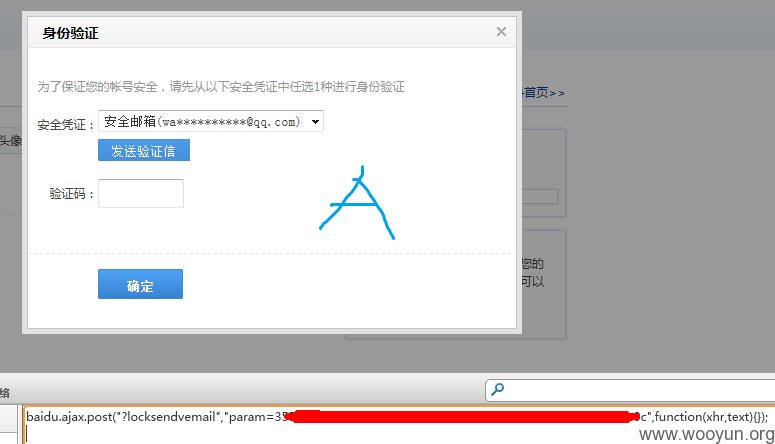 身份验证
为了保证您的帐号安全，请先从以下安全凭证中任选1种进行身份验证
首页>>
安全凭证：安全邮箱(wa**********@qq.com)
头像
发送验证信
验证码：
A
您的
可以
确定
络
baidu.ajax.post("?locksendvemail","param=35 c",function(xhr,text){});
www.wooyun.org